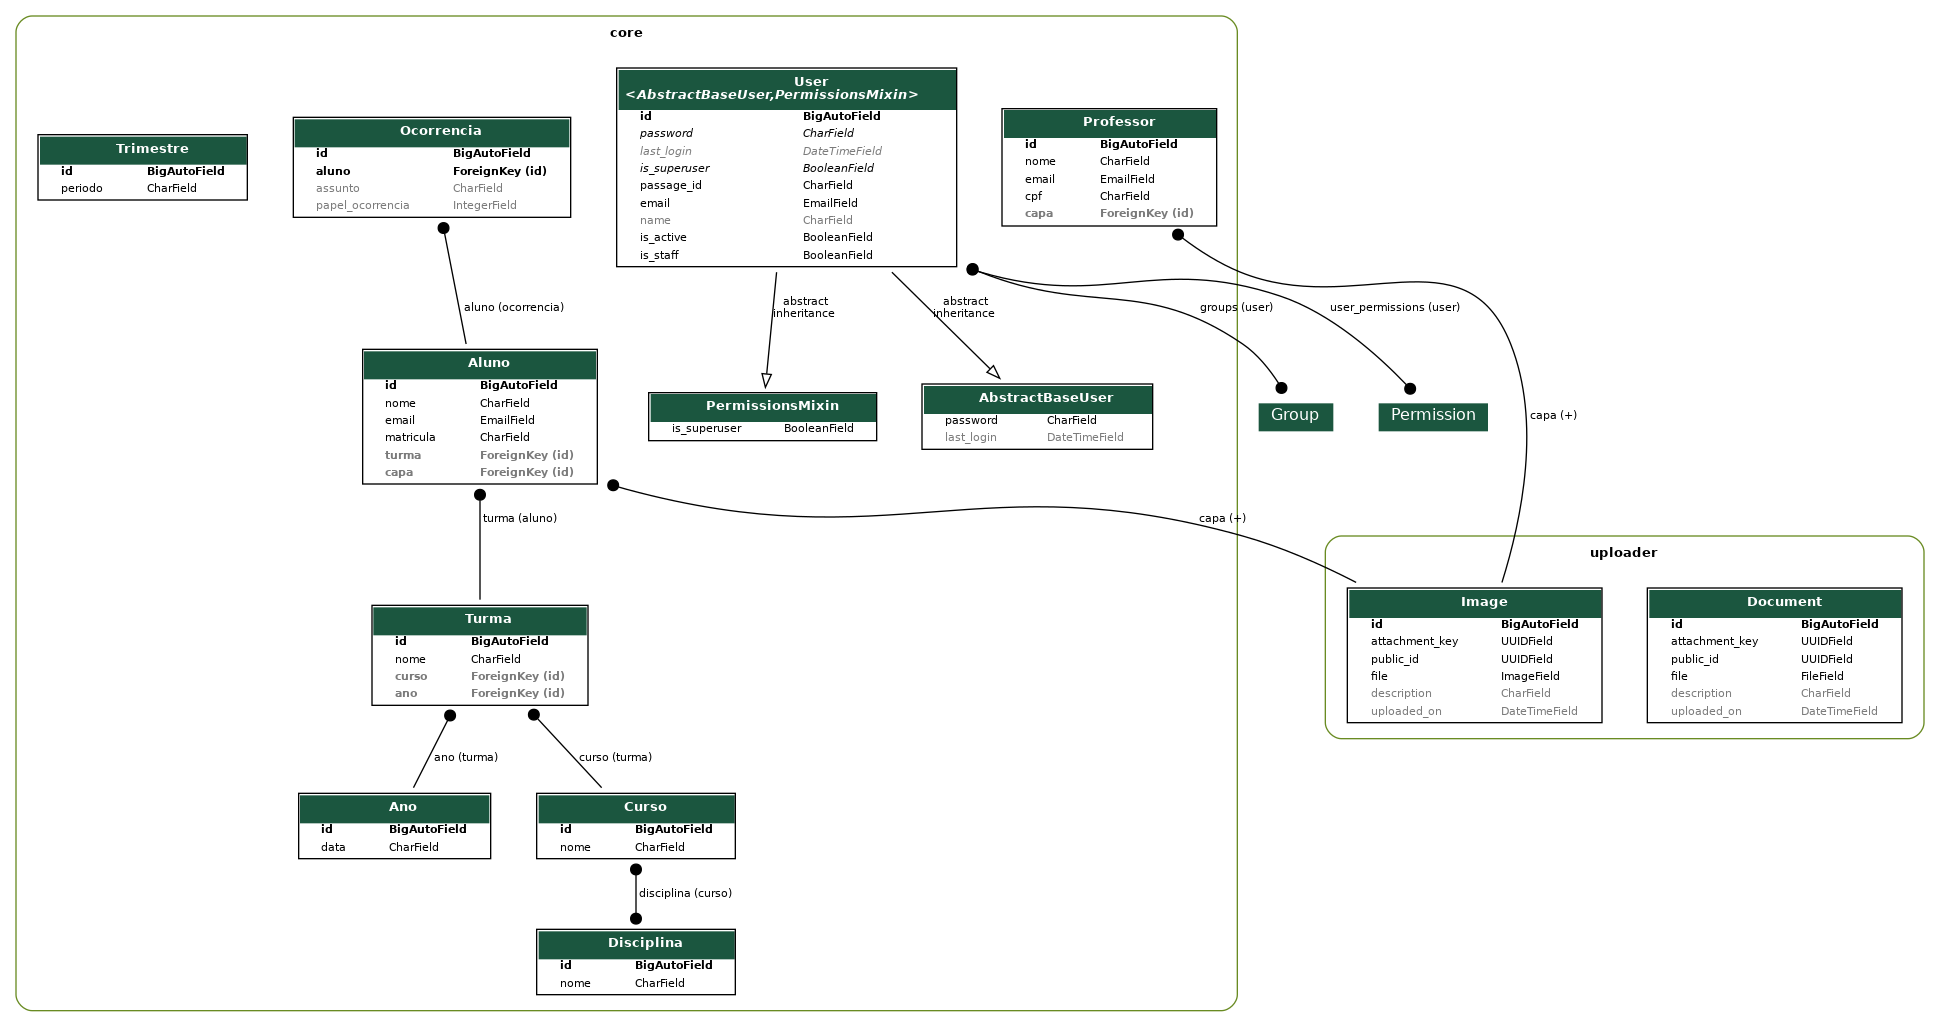 core
Trimestre
id BigAutoField
periodo CharField
Ocorrencia
id BigAutoField
aluno ForeignKey (id)
assunto CharField
papel_ocorrencia IntegerField
User
<AbstractBaseUser,PermissionsMixin>
id BigAutoField
password CharField
last_login DateTimeField
is_superuser BooleanField
passage_id CharField
email EmailField
name CharField
is_active BooleanField
is_staff BooleanField
Professor
id BigAutoField
nome CharField
email EmailField
cpf CharField
capa ForeignKey (id)
aluno (ocorrencia)
abstract
inheritance
abstract
inheritance
groups (user)
user_permissions (user)
Aluno
id BigAutoField
nome CharField
email EmailField
matricula CharField
turma ForeignKey (id)
capa ForeignKey (id)
PermissionsMixin
is_superuser BooleanField
AbstractBaseUser
password CharField
last_login DateTimeField
Group
Permission
capa (+)
turma (aluno)
capa (+)
uploader
Turma
id BigAutoField
nome CharField
curso ForeignKey (id)
ano ForeignKey (id)
Image
id BigAutoField
attachment_key UUIDField
public_id UUIDField
file ImageField
description CharField
uploaded_on DateTimeField
Document
id BigAutoField
attachment_key UUIDField
public_id UUIDField
file FileField
description CharField
uploaded_on DateTimeField
ano (turma)
curso (turma)
Ano
id BigAutoField
data CharField
Curso
id BigAutoField
nome CharField
disciplina (curso)
Disciplina
id BigAutoField
nome CharField